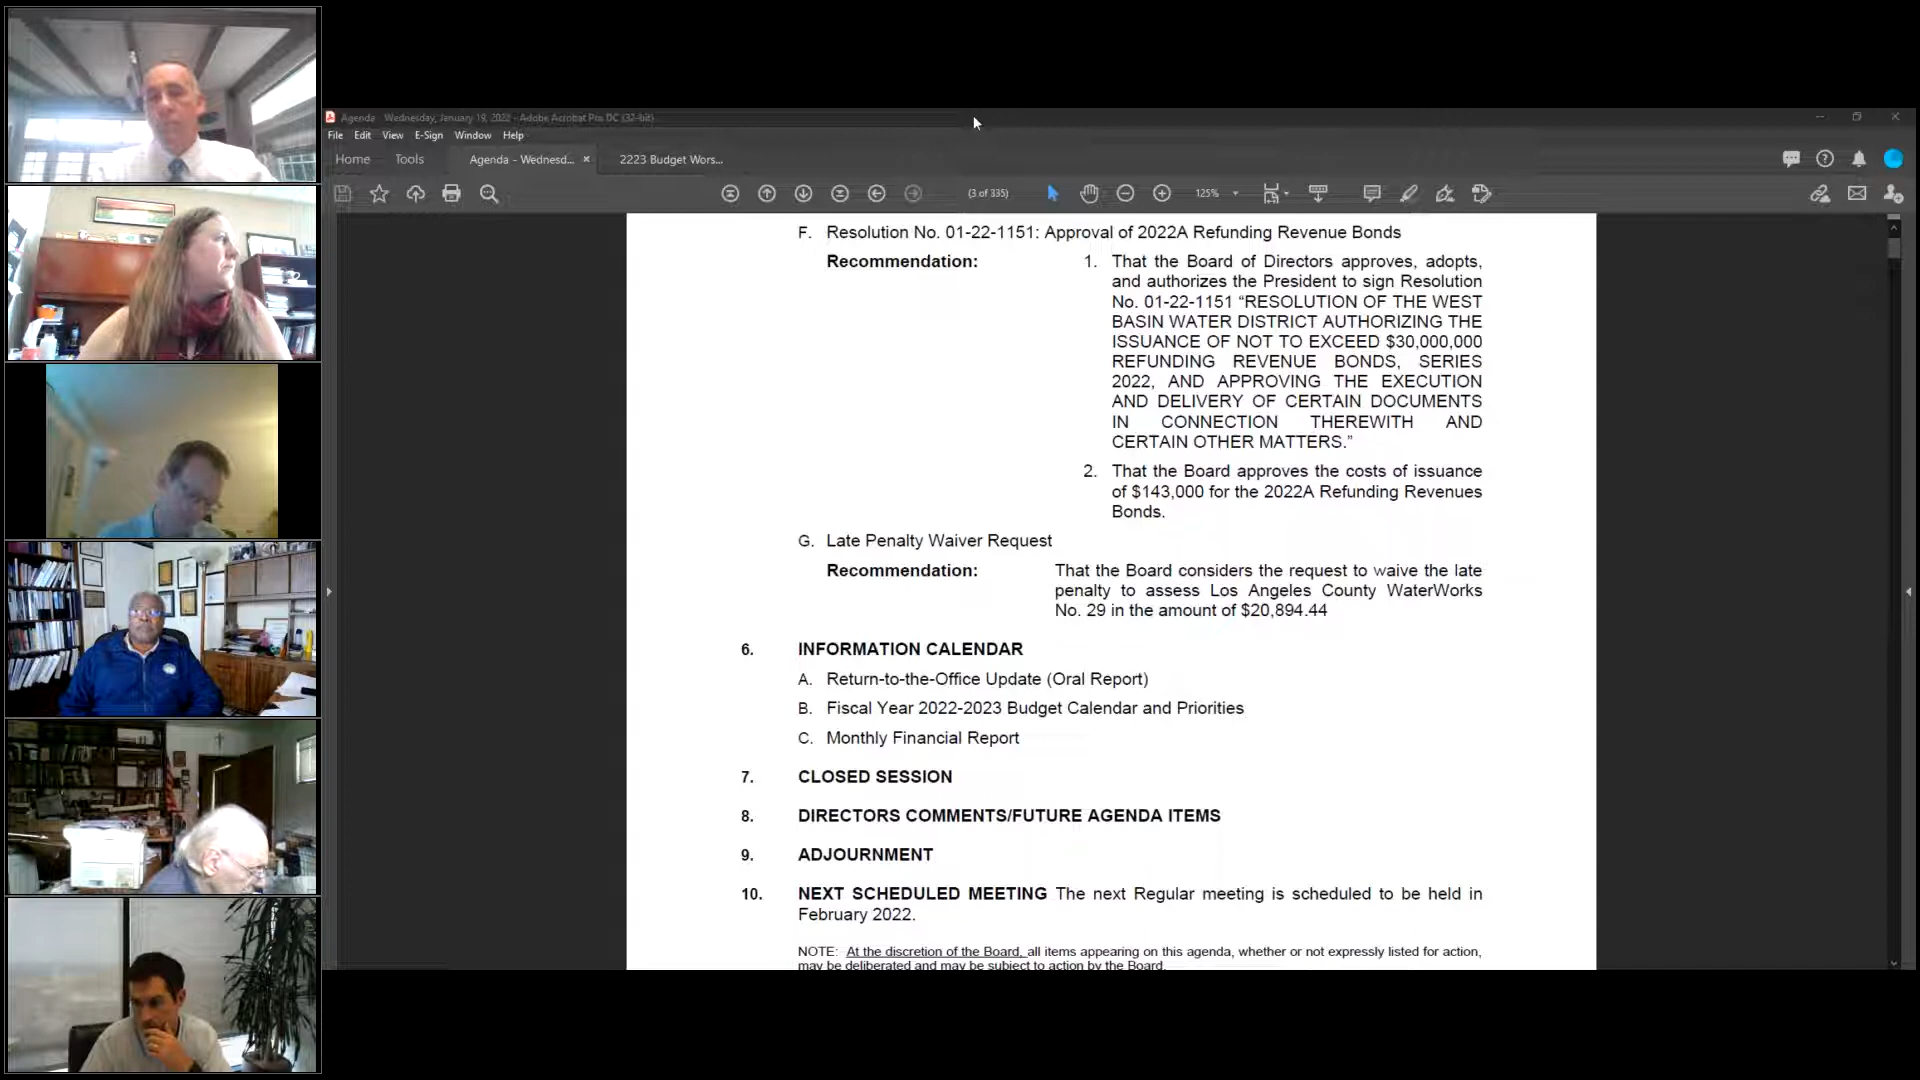 Agenda   Wednesday, January 19, 2022 - Adobe Acrobat Pro DC (32-bit)
File Edit View E-Sign Window Help
Home Tools Agenda - Wednesd... × 2223 Budget Wors...
(3 of 335) 125%
F. Resolution No. 01-22-1151: Approval of 2022A Refunding Revenue Bonds
Recommendation: 1. That the Board of Directors approves, adopts,
and authorizes the President to sign Resolution
No. 01-22-1151 “RESOLUTION OF THE WEST
BASIN WATER DISTRICT AUTHORIZING THE
ISSUANCE OF NOT TO EXCEED $30,000,000
REFUNDING REVENUE BONDS, SERIES
2022, AND APPROVING THE EXECUTION
AND DELIVERY OF CERTAIN DOCUMENTS
IN CONNECTION THEREWITH AND
CERTAIN OTHER MATTERS.”
2. That the Board approves the costs of issuance
of $143,000 for the 2022A Refunding Revenues
Bonds.
G. Late Penalty Waiver Request
Recommendation: That the Board considers the request to waive the late
penalty to assess Los Angeles County WaterWorks
No. 29 in the amount of $20,894.44
6. INFORMATION CALENDAR
A. Return-to-the-Office Update (Oral Report)
B. Fiscal Year 2022-2023 Budget Calendar and Priorities
C. Monthly Financial Report
7. CLOSED SESSION
8. DIRECTORS COMMENTS/FUTURE AGENDA ITEMS
9. ADJOURNMENT
10. NEXT SCHEDULED MEETING The next Regular meeting is scheduled to be held in
February 2022.
NOTE: At the discretion of the Board, all items appearing on this agenda, whether or not expressly listed for action,
may be deliberated and may be subject to action by the Board.